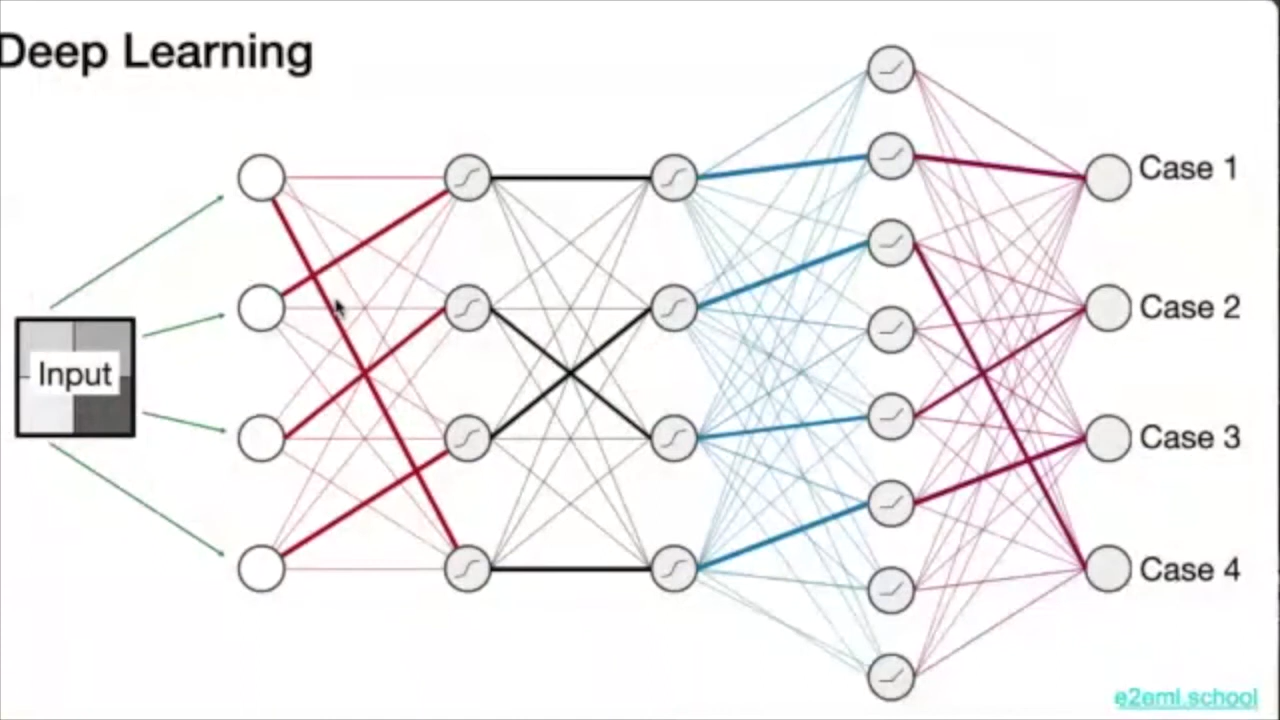 Deep Learning
Input
Case 1
Case 2
Case 3
Case 4
e2eml.school